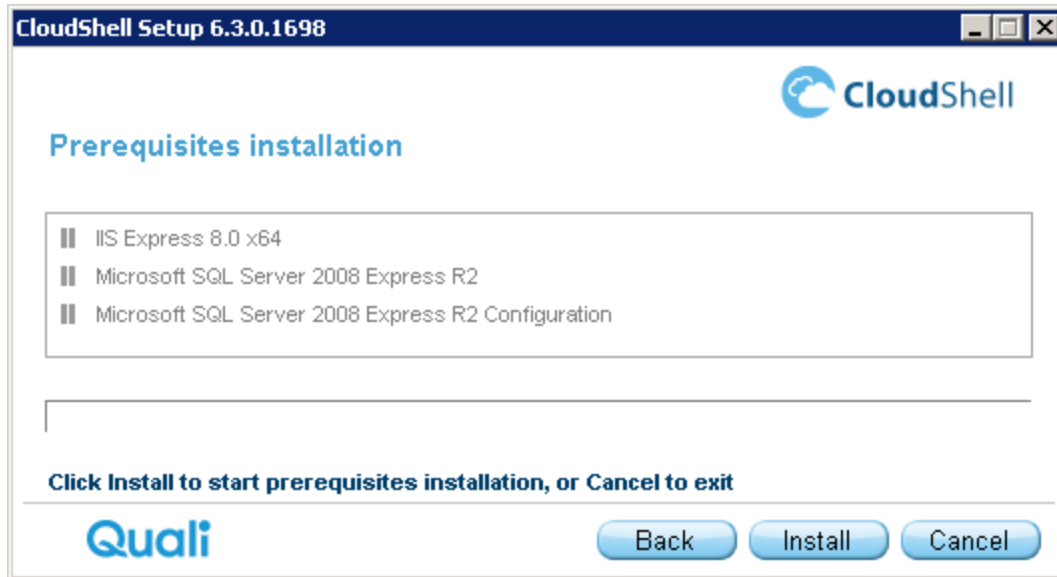 CloudShell Setup 6.3.0.1698
CloudShell
Prerequisites installation
IIS Express 8.0 x64
Microsoft SQL Server 2008 Express R2
Microsoft SQL Server 2008 Express R2 Configuration
Click Install to start prerequisites installation, or Cancel to exit
Quali
Back Install Cancel